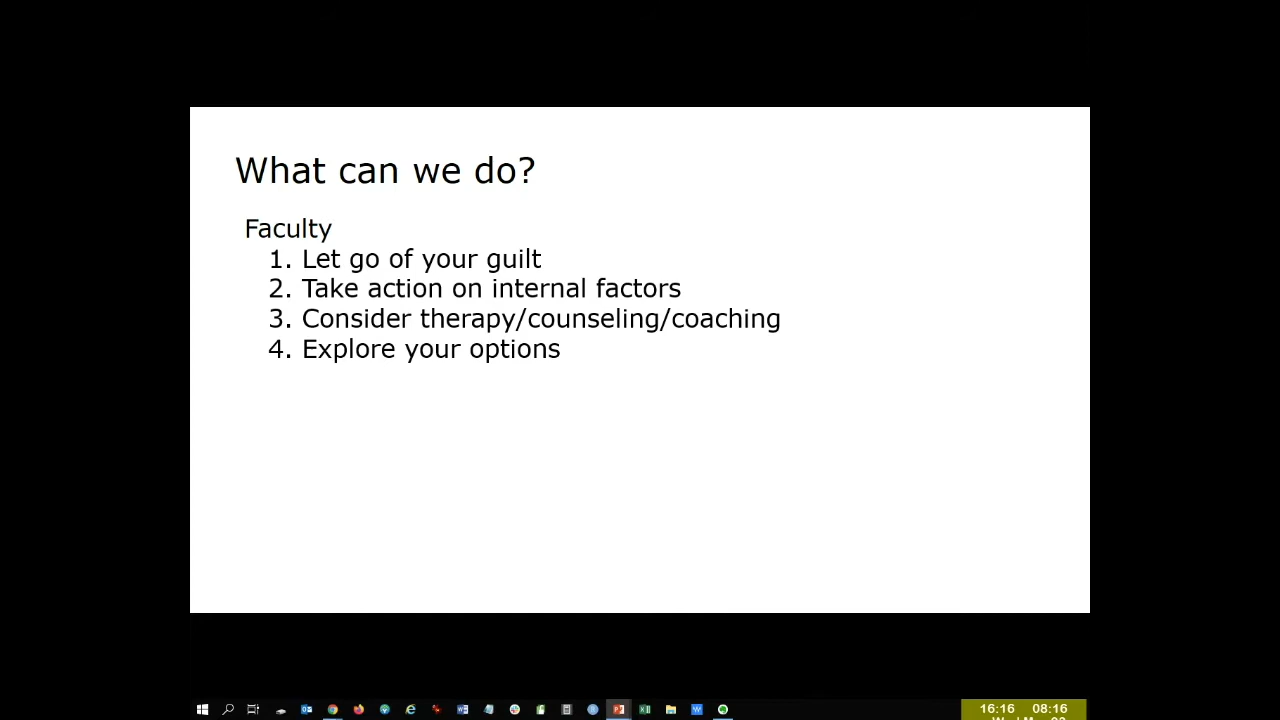 What can we do?
Faculty
1. Let go of your guilt
2. Take action on internal factors
3. Consider therapy/counseling/coaching
4. Explore your options
16:16 08:16